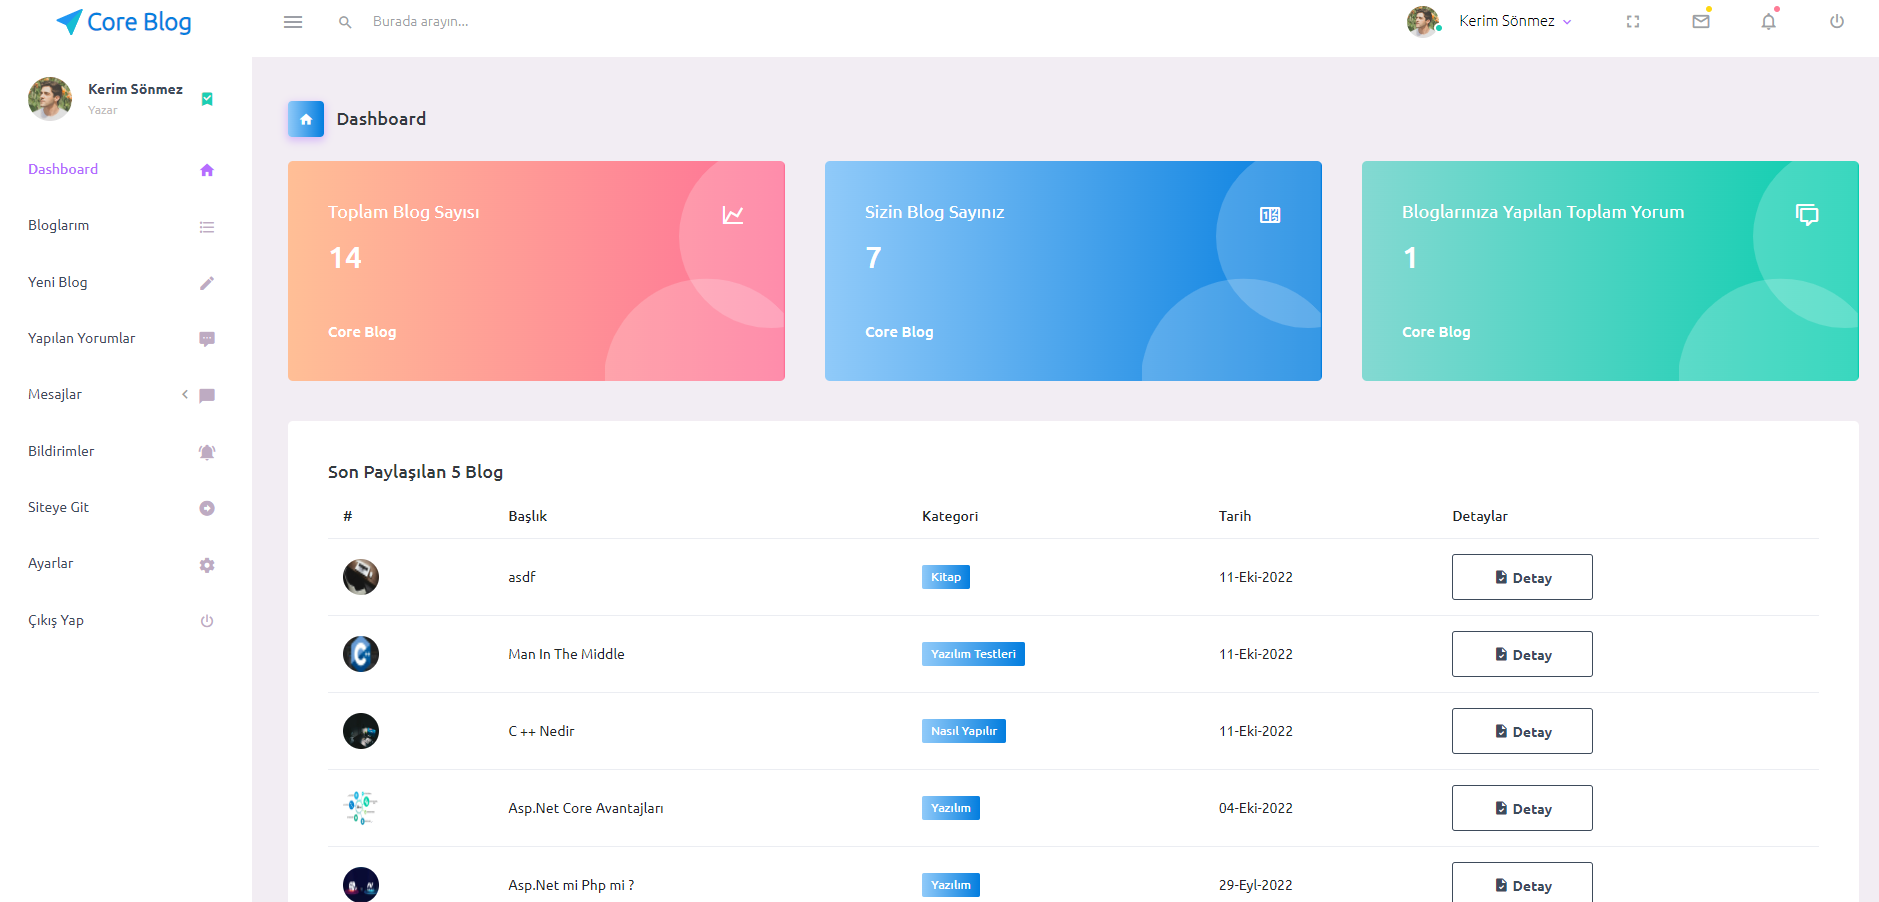 Core Blog
Burada arayın...
Kerim Sönmez
Kerim Sönmez
Yazar
Dashboard
Bloglarım
Yeni Blog
Yapılan Yorumlar
Mesajlar
Bildirimler
Siteye Git
Ayarlar
Çıkış Yap
Dashboard
Toplam Blog Sayısı
14
Core Blog
Sizin Blog Sayınız
7
Core Blog
Bloglarınıza Yapılan Toplam Yorum
1
Core Blog
Son Paylaşılan 5 Blog
# Başlık Kategori Tarih Detaylar
asdf Kitap 11-Eki-2022 Detay
Man In The Middle Yazılım Testleri 11-Eki-2022 Detay
C ++ Nedir Nasıl Yapılır 11-Eki-2022 Detay
Asp.Net Core Avantajları Yazılım 04-Eki-2022 Detay
Asp.Net mi Php mi ? Yazılım 29-Eyl-2022 Detay